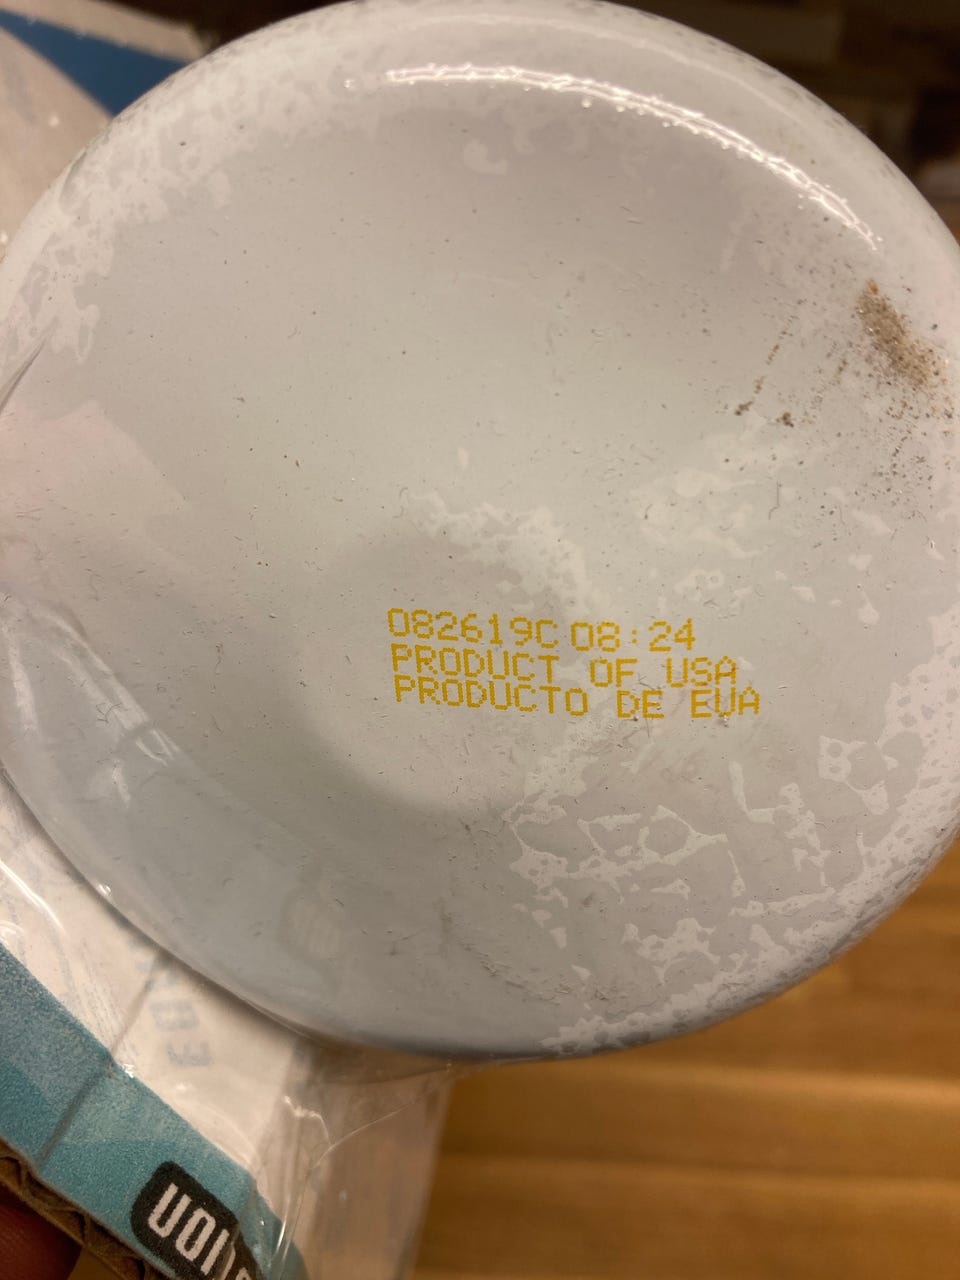 082619C 08:24
PRODUCT OF USA
PRODUCTO DE EUA